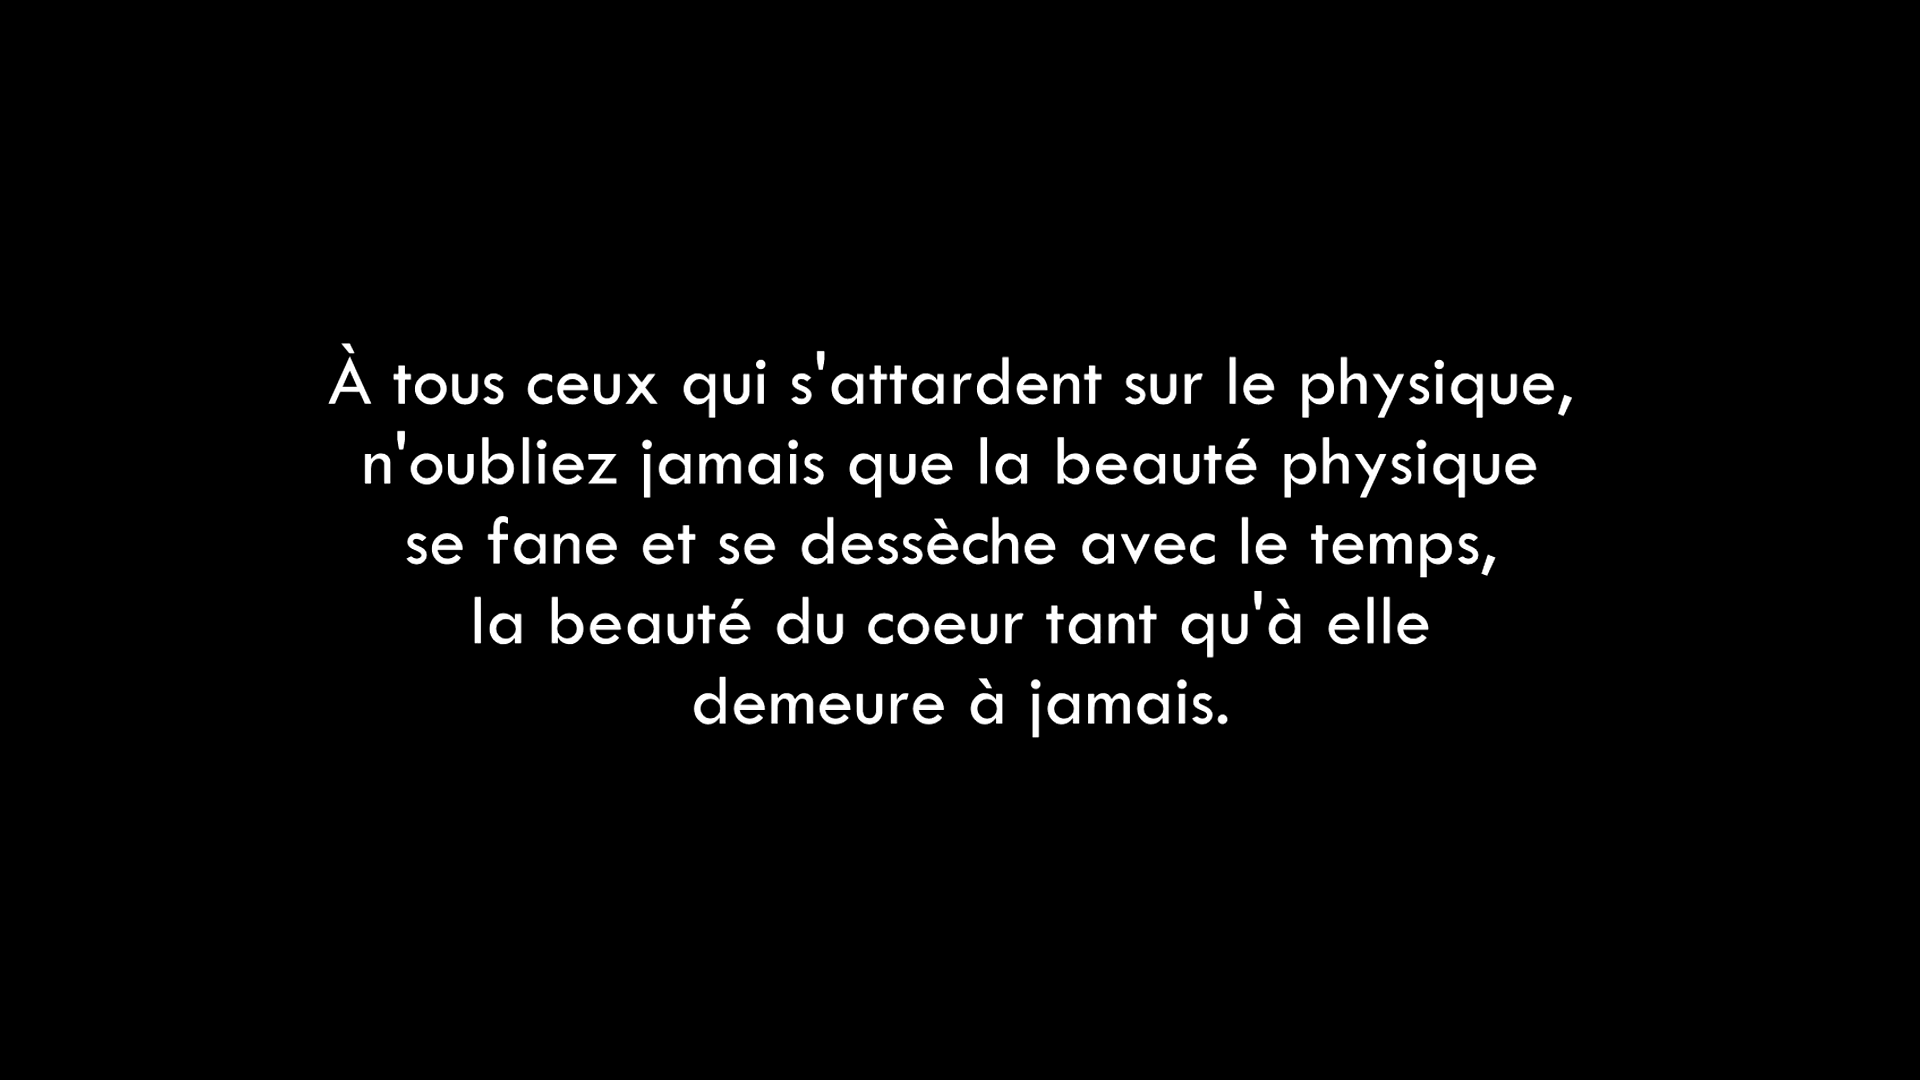 À tous ceux qui s'attardent sur le physique,
n'oubliez jamais que la beauté physique
se fane et se dessèche avec le temps,
la beauté du coeur tant qu'à elle
demeure à jamais.